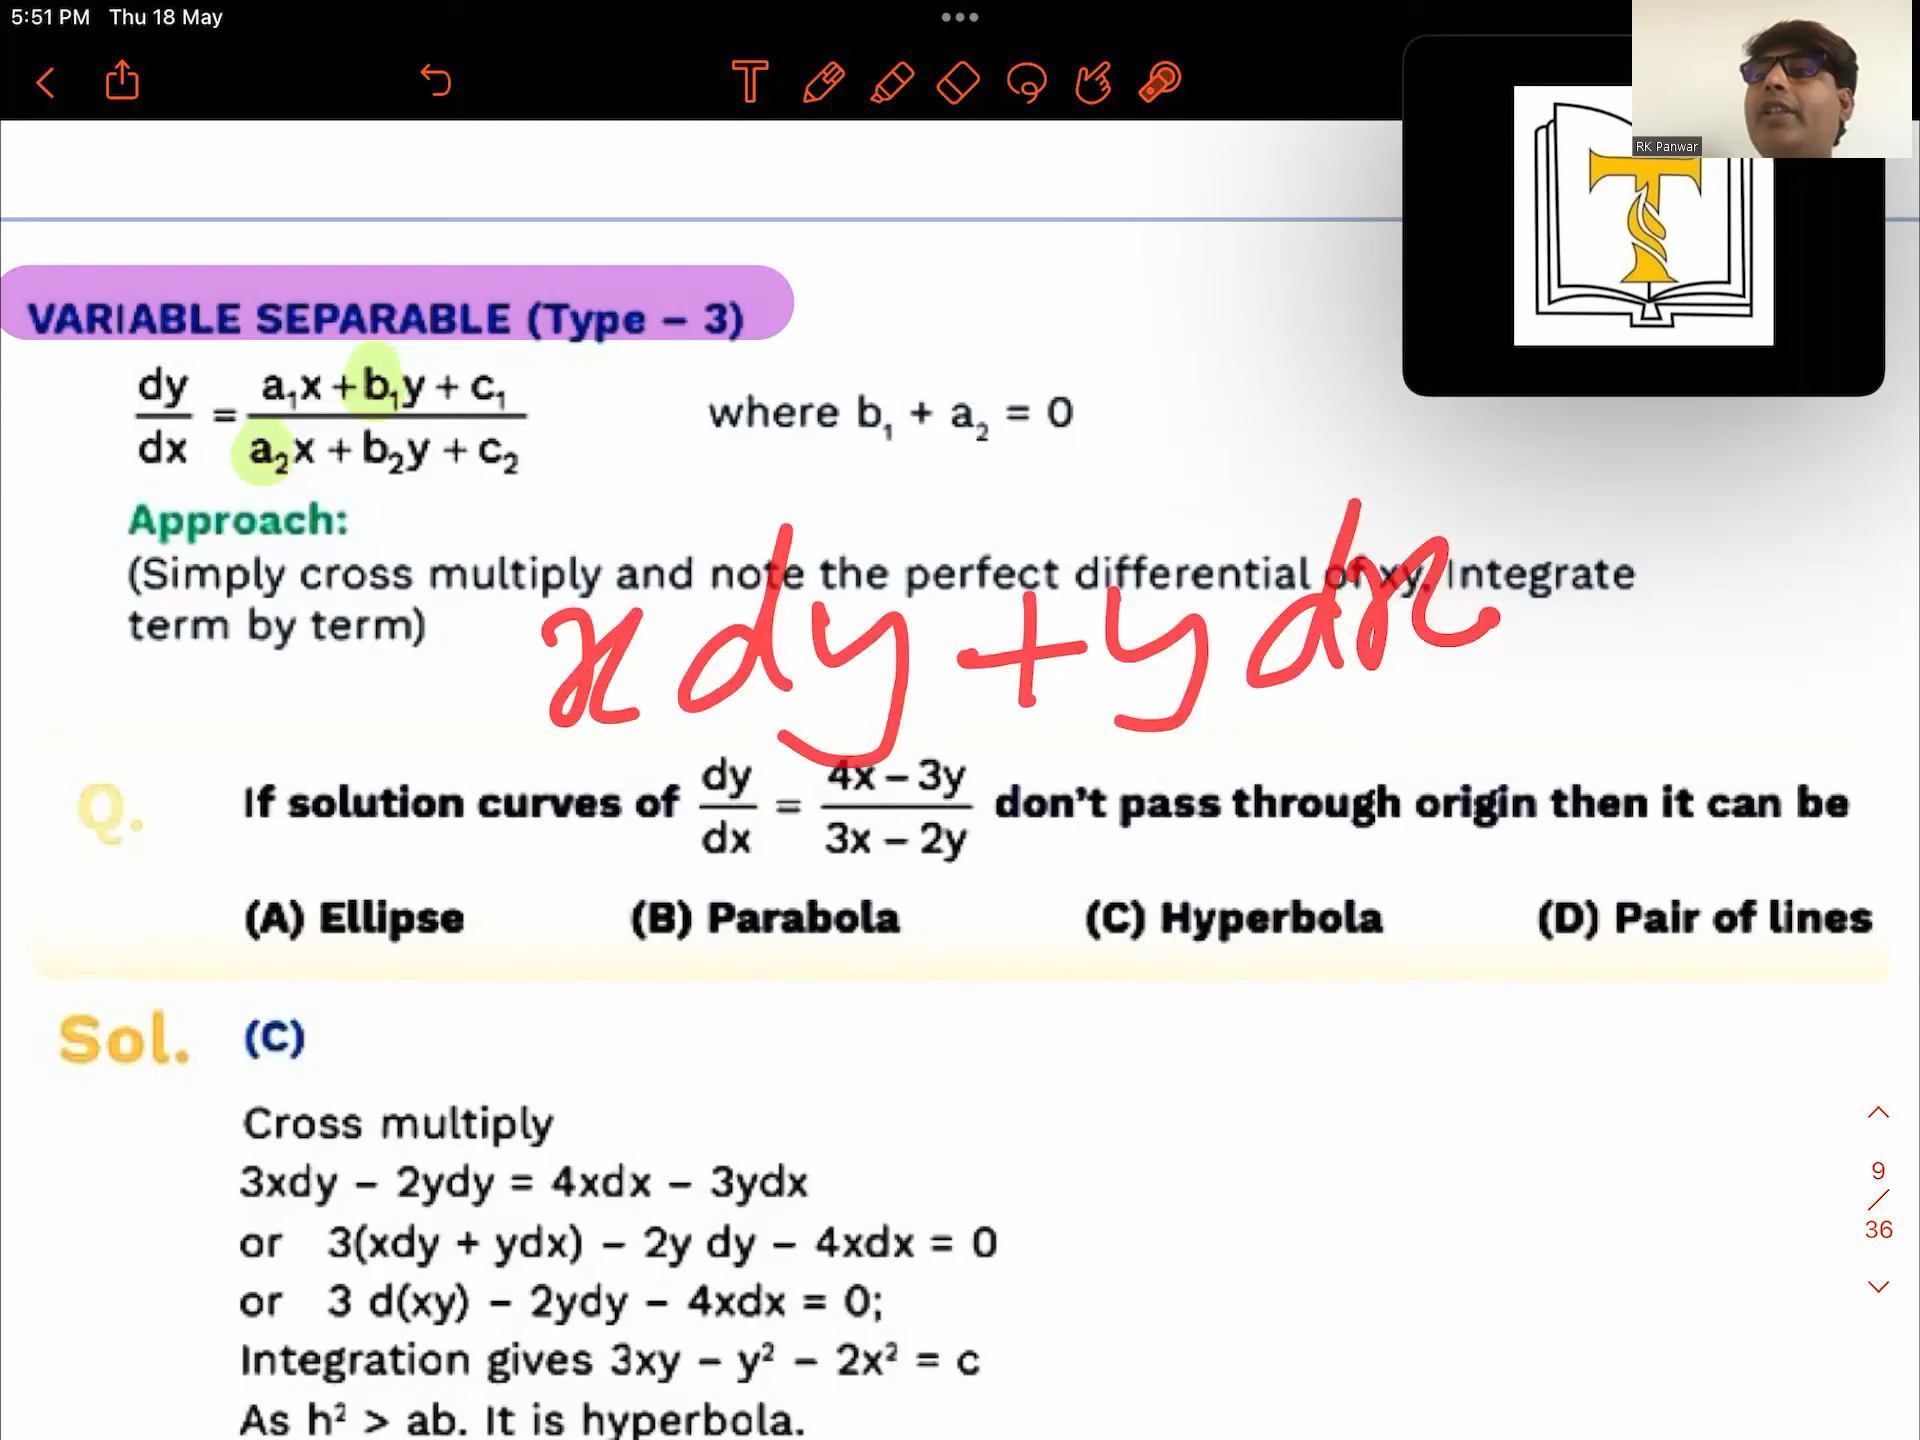 5:51 PM Thu 18 May
RK Panwar
T
VARIABLE SEPARABLE (Type – 3)
dy/dx = (a₁x + b₁y + c₁)/(a₂x + b₂y + c₂) where b₁ + a₂ = 0
Approach:
(Simply cross multiply and note the perfect differential of xy. Integrate
term by term)
x dy + y dx
Q. If solution curves of dy/dx = (4x – 3y)/(3x – 2y) don't pass through origin then it can be
(A) Ellipse (B) Parabola (C) Hyperbola (D) Pair of lines
Sol. (C)
Cross multiply
3xdy – 2ydy = 4xdx – 3ydx
or 3(xdy + ydx) – 2y dy – 4xdx = 0
or 3 d(xy) – 2ydy – 4xdx = 0;
Integration gives 3xy – y² – 2x² = c
As h² > ab. It is hyperbola.
9
/
36